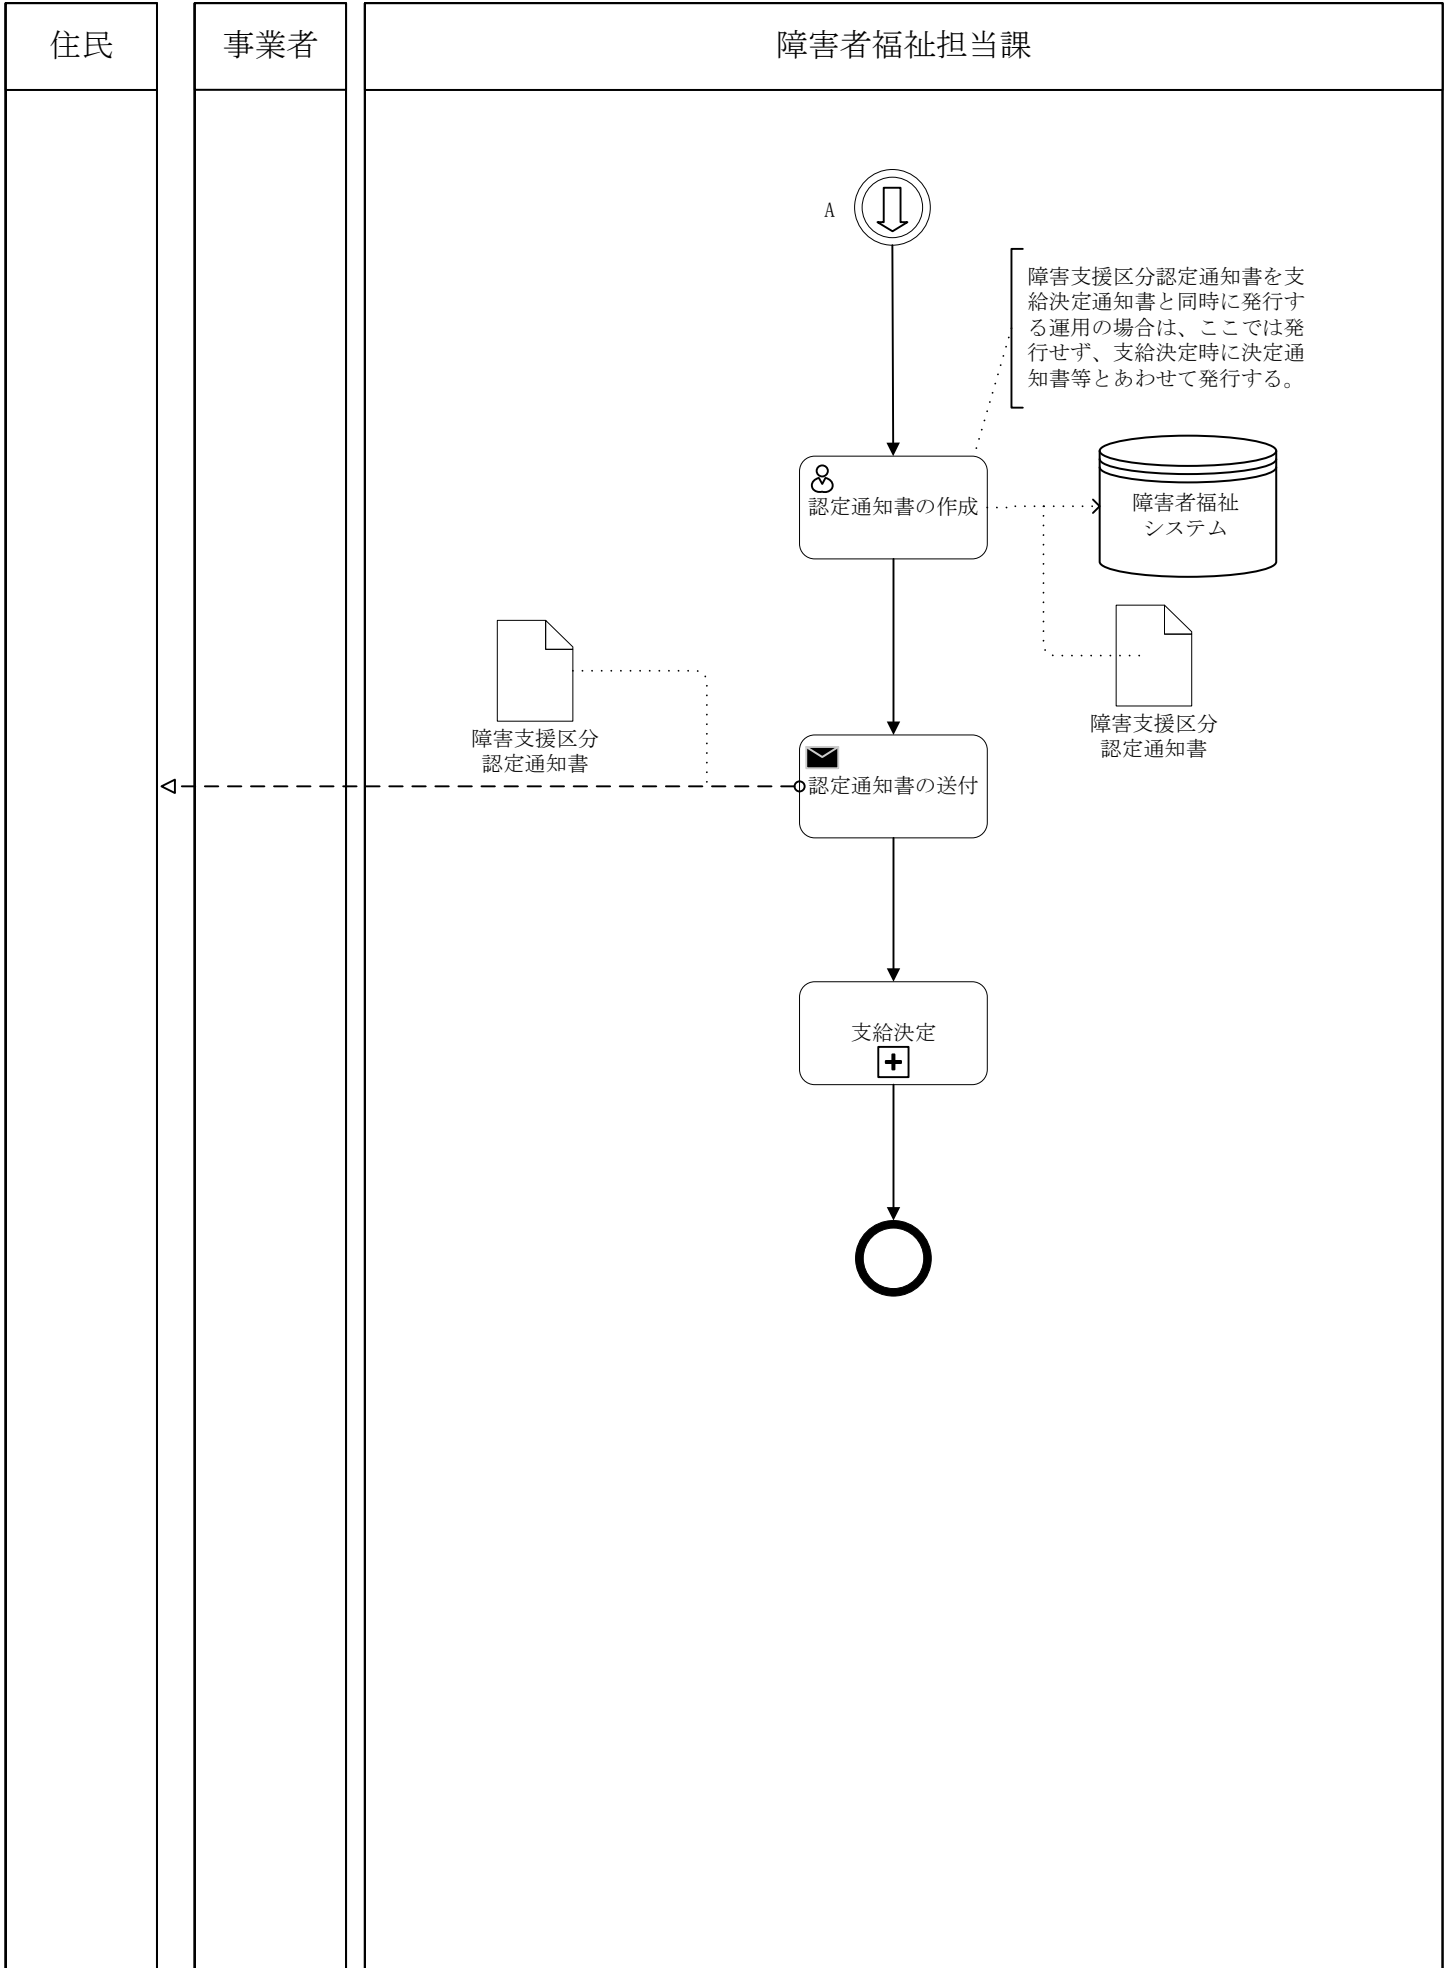 住民
事業者
障害者福祉担当課
A
障害支援区分認定通知書を支
給決定通知書と同時に発行す
る運用の場合は、ここでは発
行せず、支給決定時に決定通
知書等とあわせて発行する。
認定通知書の作成
障害者福祉
システム
障害支援区分
認定通知書
障害支援区分
認定通知書
認定通知書の送付
支給決定